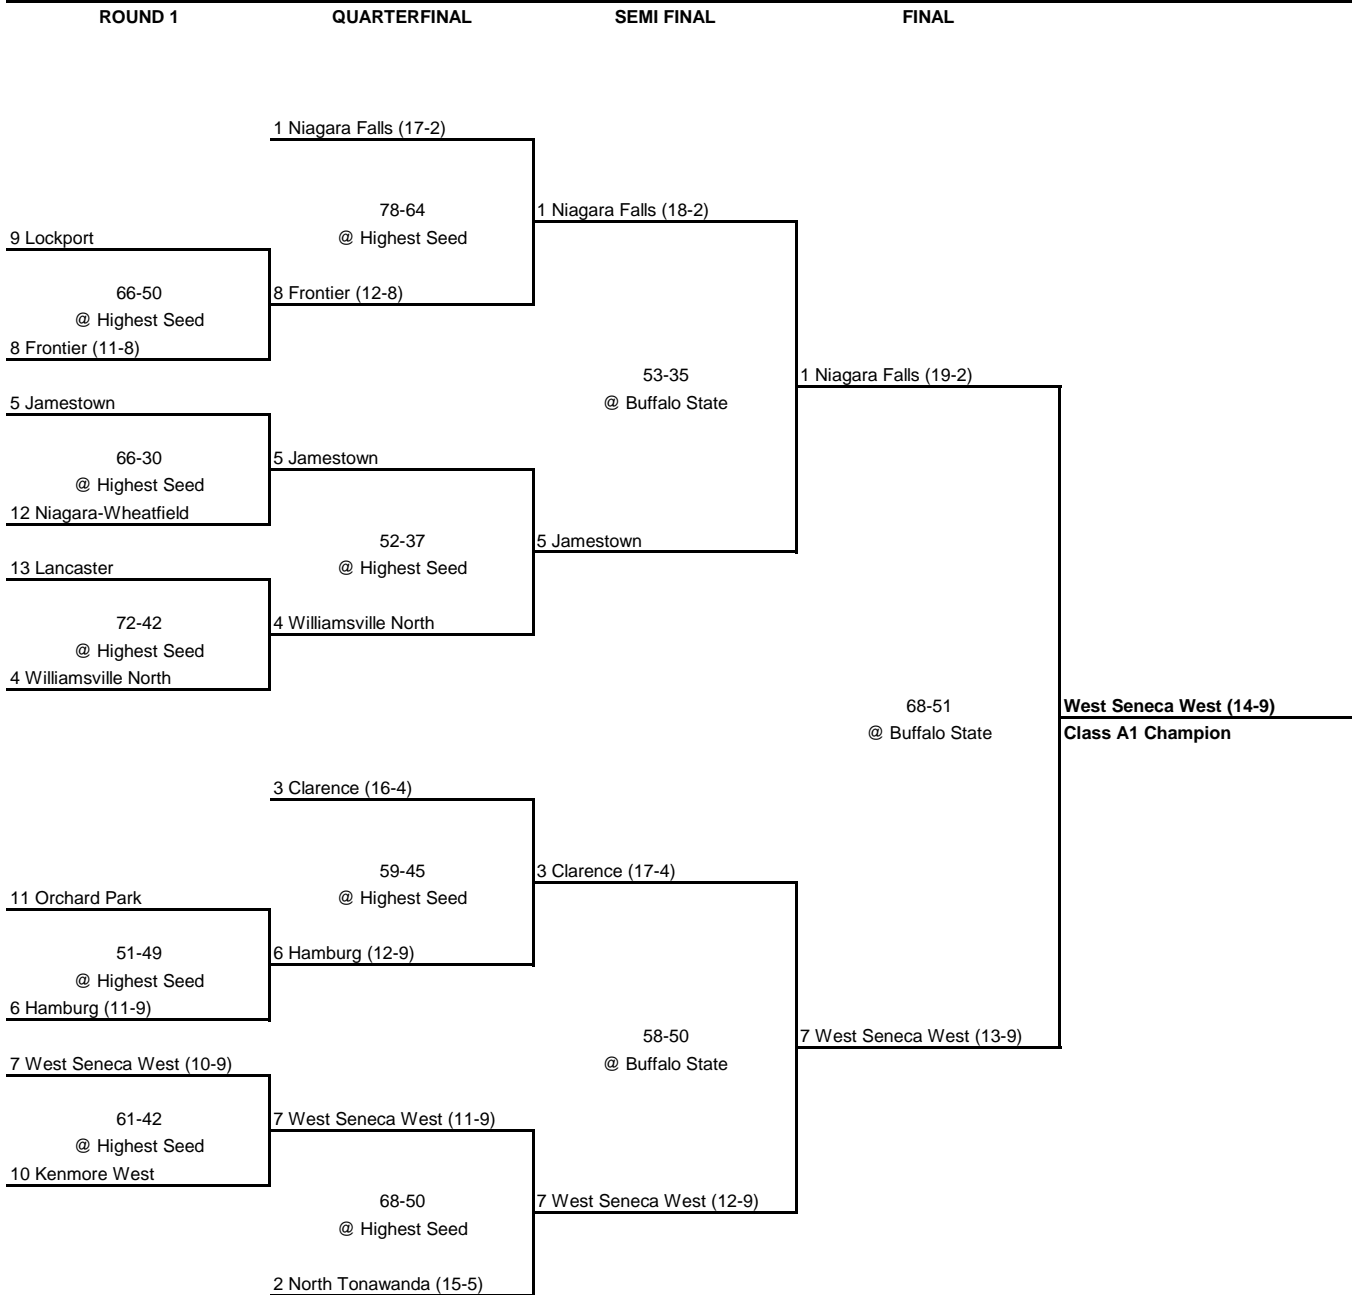 ROUND 1 QUARTERFINAL SEMI FINAL FINAL
1 Niagara Falls (17-2)
78-64 1 Niagara Falls (18-2)
9 Lockport @ Highest Seed
66-50 8 Frontier (12-8)
@ Highest Seed
8 Frontier (11-8)
53-35 1 Niagara Falls (19-2)
5 Jamestown @ Buffalo State
66-30 5 Jamestown
@ Highest Seed
12 Niagara-Wheatfield
52-37 5 Jamestown
13 Lancaster @ Highest Seed
72-42 4 Williamsville North
@ Highest Seed
4 Williamsville North
68-51 West Seneca West (14-9)
@ Buffalo State Class A1 Champion
3 Clarence (16-4)
59-45 3 Clarence (17-4)
11 Orchard Park @ Highest Seed
51-49 6 Hamburg (12-9)
@ Highest Seed
6 Hamburg (11-9)
58-50 7 West Seneca West (13-9)
7 West Seneca West (10-9) @ Buffalo State
61-42 7 West Seneca West (11-9)
@ Highest Seed
10 Kenmore West
68-50 7 West Seneca West (12-9)
@ Highest Seed
2 North Tonawanda (15-5)